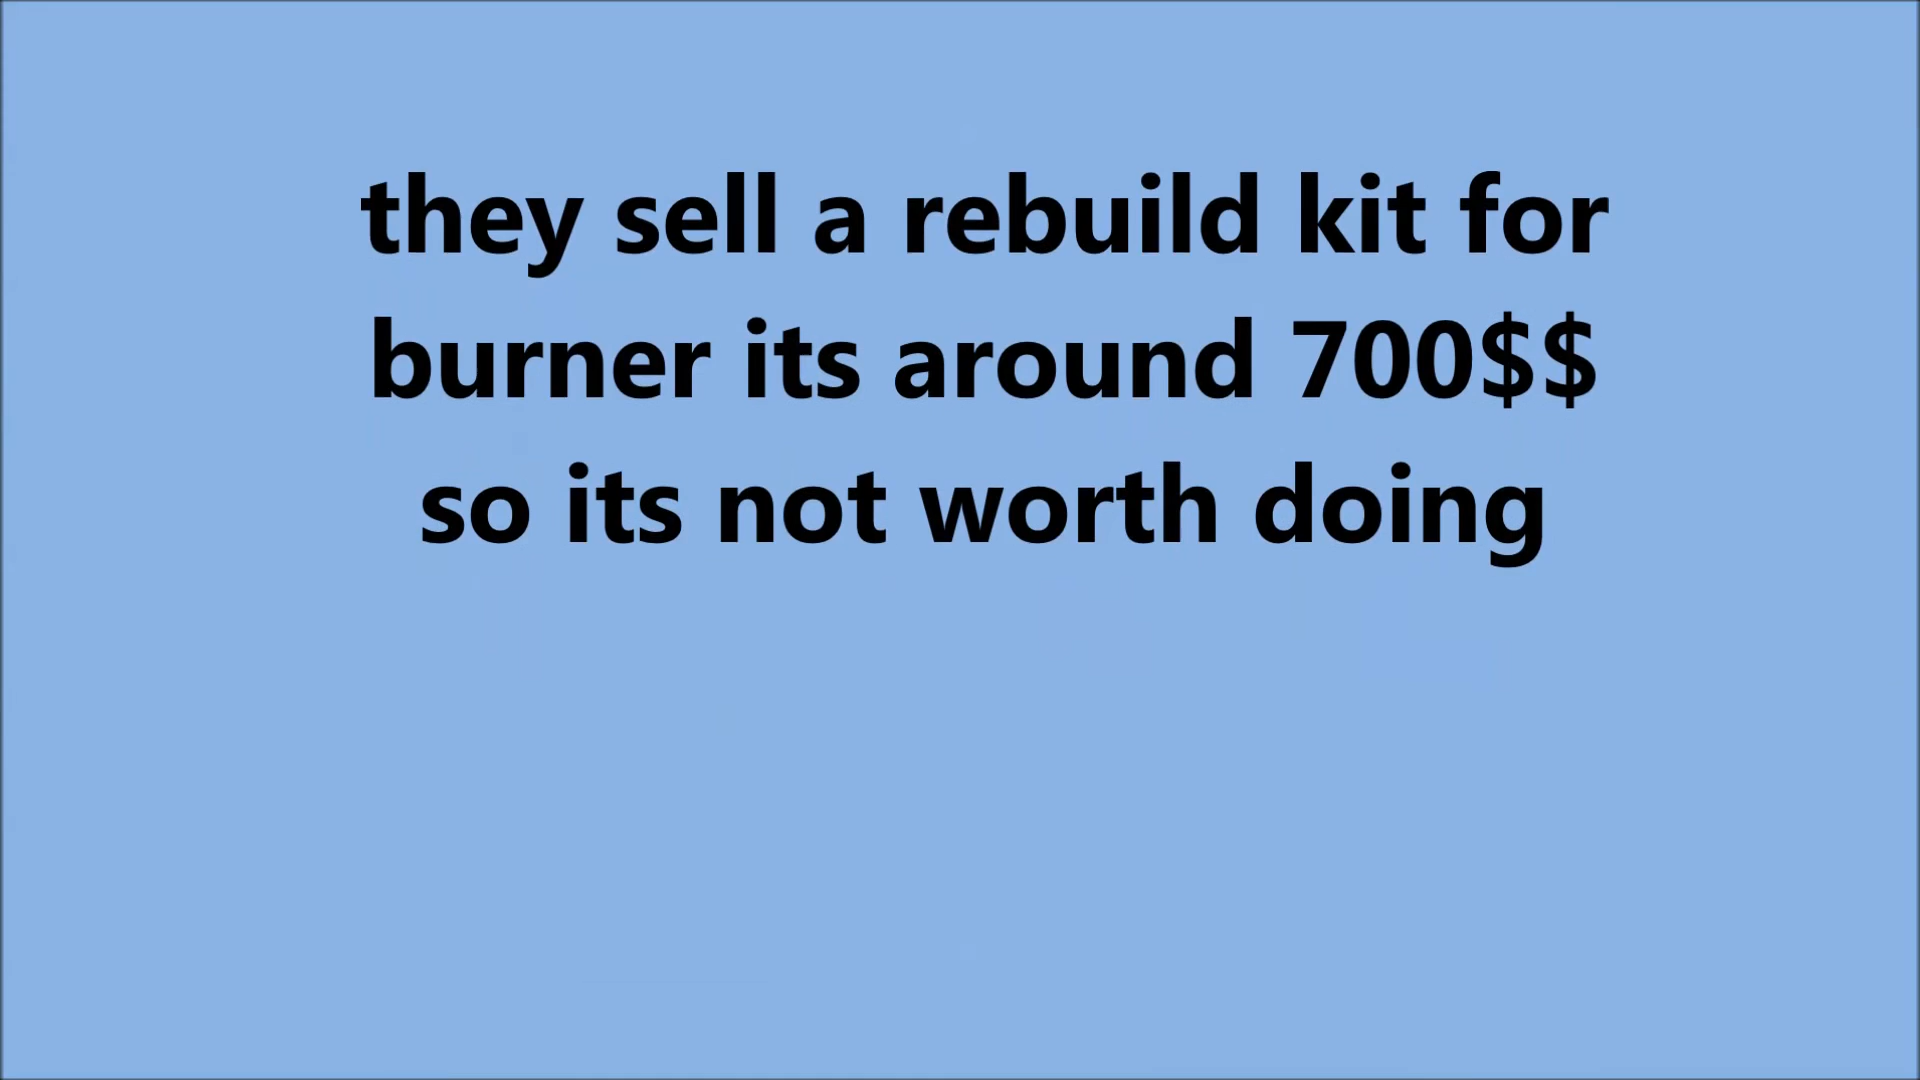 they sell a rebuild kit for
burner its around 700$$
so its not worth doing